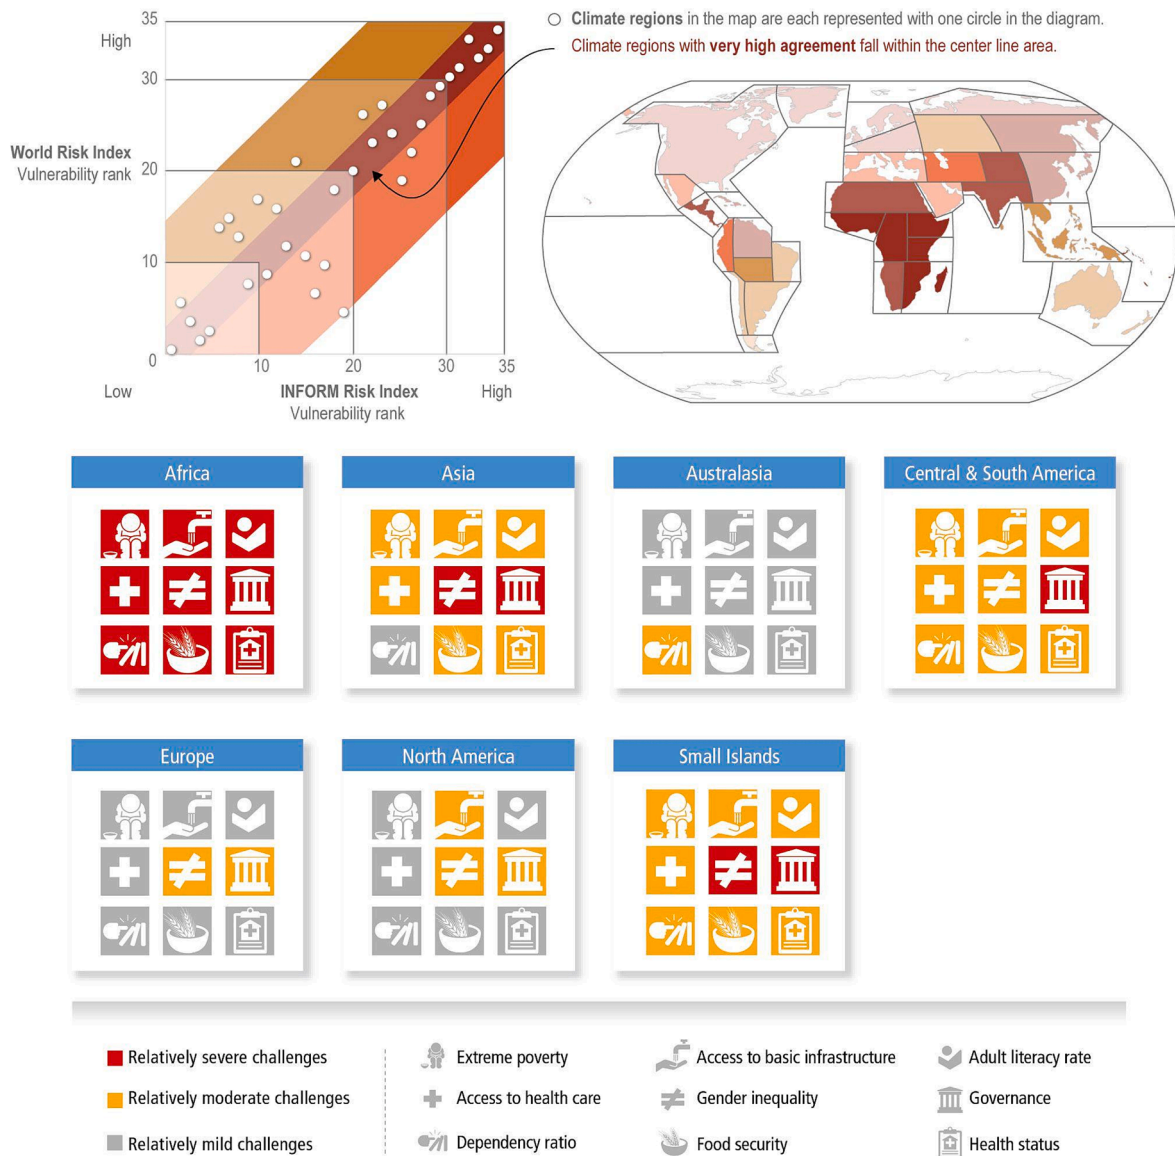 Climate regions in the map are each represented with one circle in the diagram.
Climate regions with very high agreement fall within the center line area.
35
High
30
World Risk Index
Vulnerability rank
20
10
0
10
20
30
35
Low
INFORM Risk Index
High
Vulnerability rank
Africa
Asia
Australasia
Central & South America
Europe
North America
Small Islands
Relatively severe challenges
Extreme poverty
Access to basic infrastructure
Adult literacy rate
Relatively moderate challenges
Access to health care
Gender inequality
Governance
Relatively mild challenges
Dependency ratio
Food security
Health status